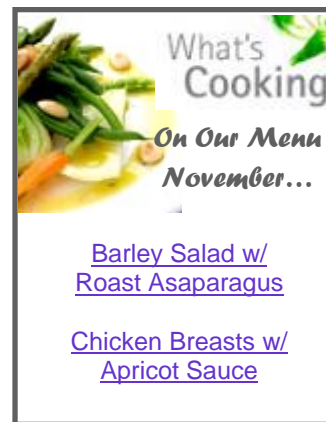 What's
Cooking
On Our Menu
November...
Barley Salad w/
Roast Asaparagus
Chicken Breasts w/
Apricot Sauce